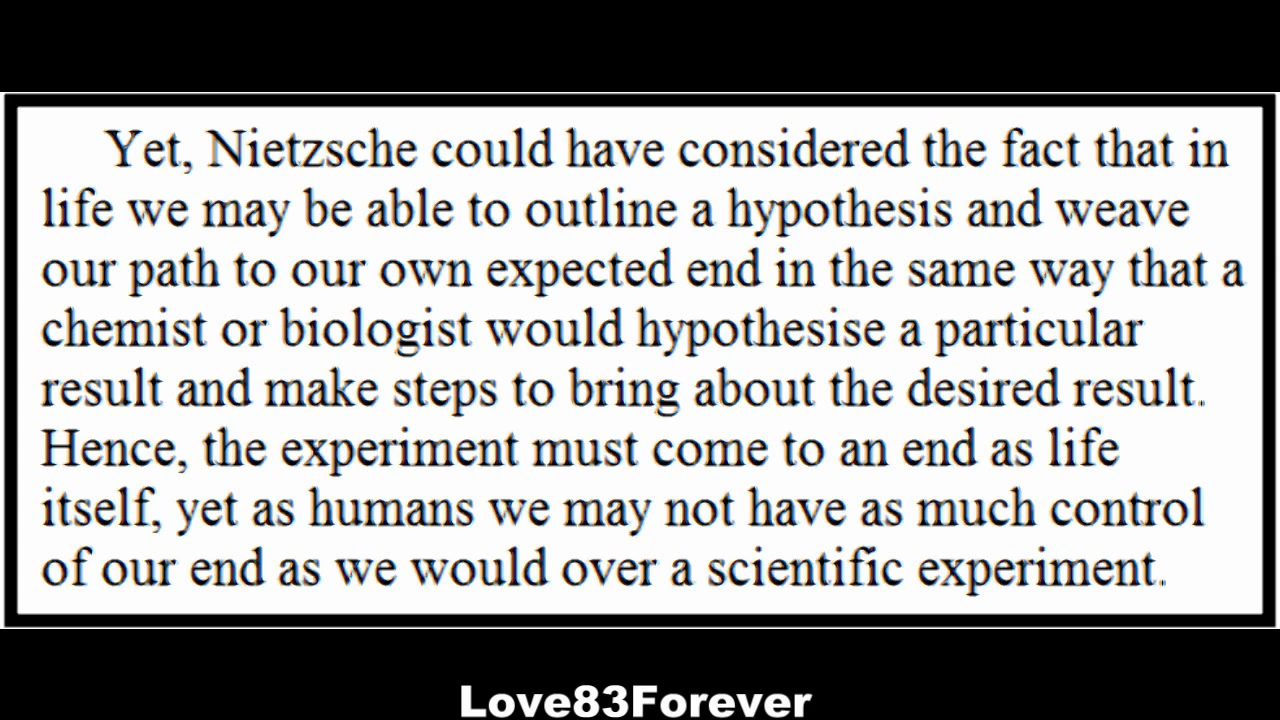 Yet, Nietzsche could have considered the fact that in
life we may be able to outline a hypothesis and weave
our path to our own expected end in the same way that a
chemist or biologist would hypothesise a particular
result and make steps to bring about the desired result.
Hence, the experiment must come to an end as life
itself, yet as humans we may not have as much control
of our end as we would over a scientific experiment.
Love83Forever